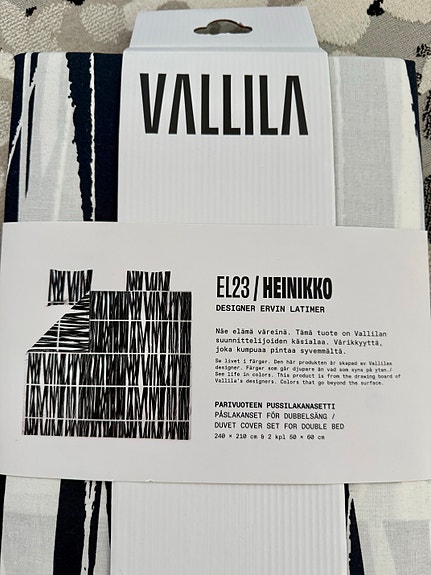 VALLILA
EL23 / HEINIKKO
DESIGNER ERVIN LATIMER
Näe elämä väreinä. Tämä tuote on Vallilan
suunnittelijoiden käsialaa. Värikkyyttä,
joka kumpuaa pintaa syvemmältä.
Se livet i färger. Den här produkten är skapad av Vallilas
designer. Färger som går djupare än vad som syns på ytan./
See life in colors. This product is from the drawing board of
Vallila's designers. Colors that go beyond the surface.
PARIVUOTEEN PUSSILAKANASETTI
PÅSLAKANSET FÖR DUBBELSÄNG /
DUVET COVER SET FOR DOUBLE BED
240 × 210 cm & 2 kpl 50 × 60 cm